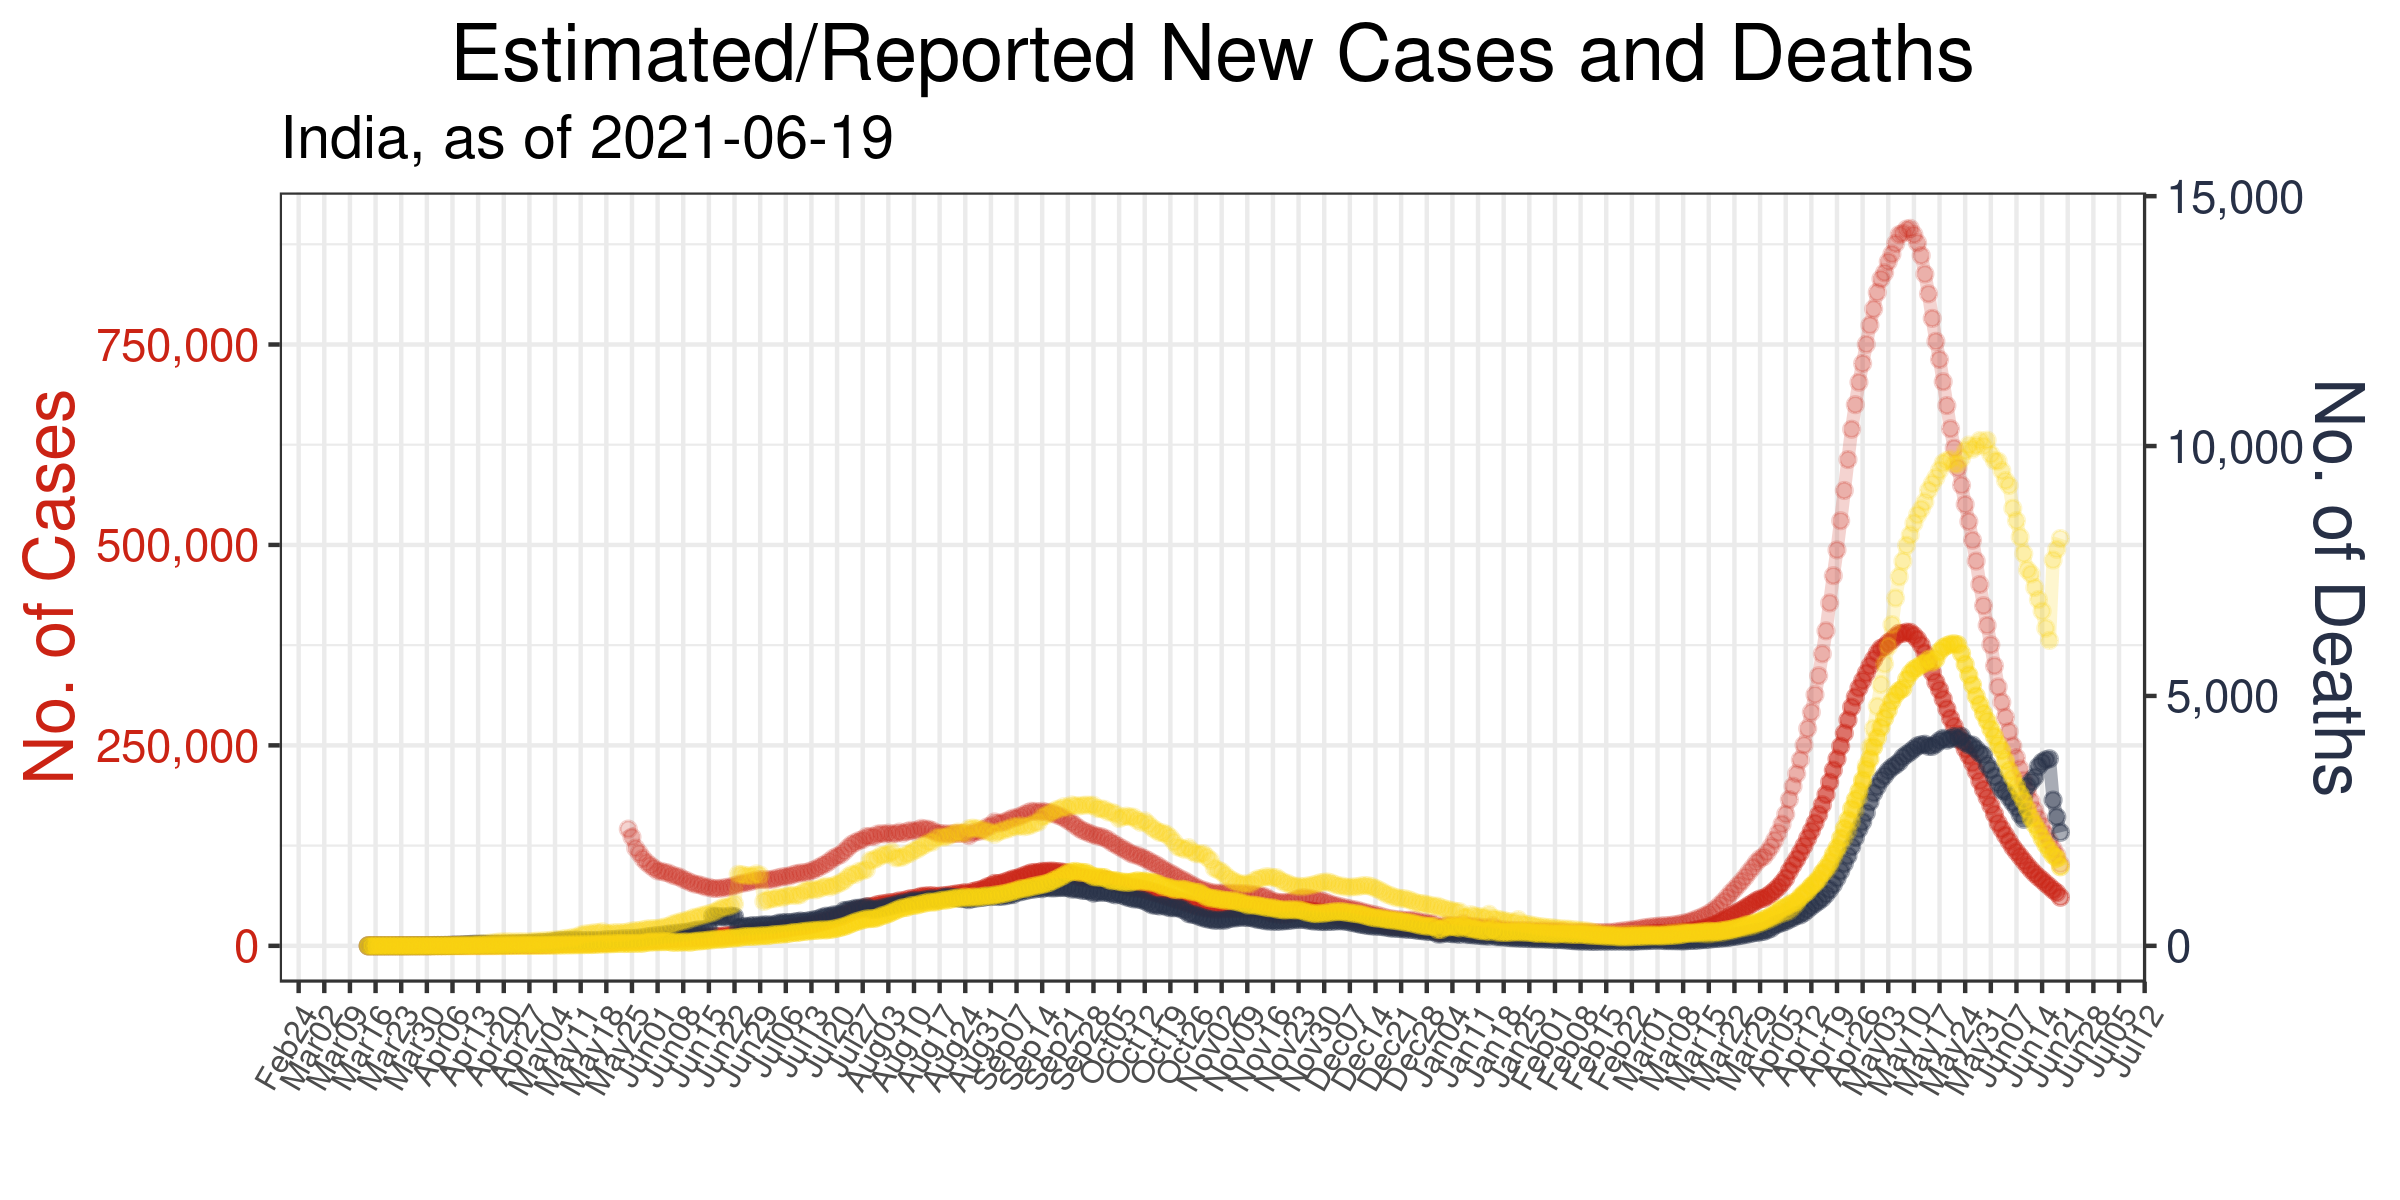 Estimated/Reported New Cases and Deaths
India, as of 2021-06-19
No. of Cases
750,000
500,000
250,000
0
15,000
10,000
5,000
0
No. of Deaths
Feb24
Mar02
Mar09
Mar16
Mar23
Mar30
Apr06
Apr13
Apr20
Apr27
May04
May11
May18
May25
Jun01
Jun08
Jun15
Jun22
Jun29
Jul06
Jul13
Jul20
Jul27
Aug03
Aug10
Aug17
Aug24
Aug31
Sep07
Sep14
Sep21
Sep28
Oct05
Oct12
Oct19
Oct26
Nov02
Nov09
Nov16
Nov23
Nov30
Dec07
Dec14
Dec21
Dec28
Jan04
Jan11
Jan18
Jan25
Feb01
Feb08
Feb15
Feb22
Mar01
Mar08
Mar15
Mar22
Mar29
Apr05
Apr12
Apr19
Apr26
May03
May10
May17
May24
May31
Jun07
Jun14
Jun21
Jun28
Jul05
Jul12